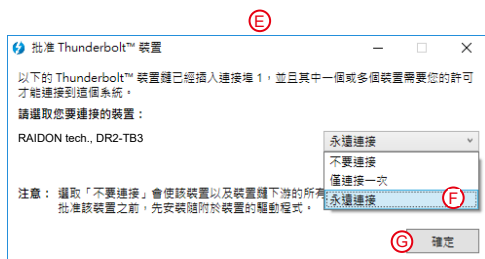 E
批准 Thunderbolt™ 裝置
以下的 Thunderbolt™ 裝置鏈已經插入連接埠 1，並且其中一個或多個裝置需要您的許可
才能連接到這個系統。
請選取您要連接的裝置：
RAIDON tech., DR2-TB3
永遠連接
不要連接
僅連接一次
永遠連接
F
注意： 選取「不要連接」會使該裝置以及裝置鏈下游的所有
批准該裝置之前，先安裝隨附於裝置的驅動程式。
G
確定